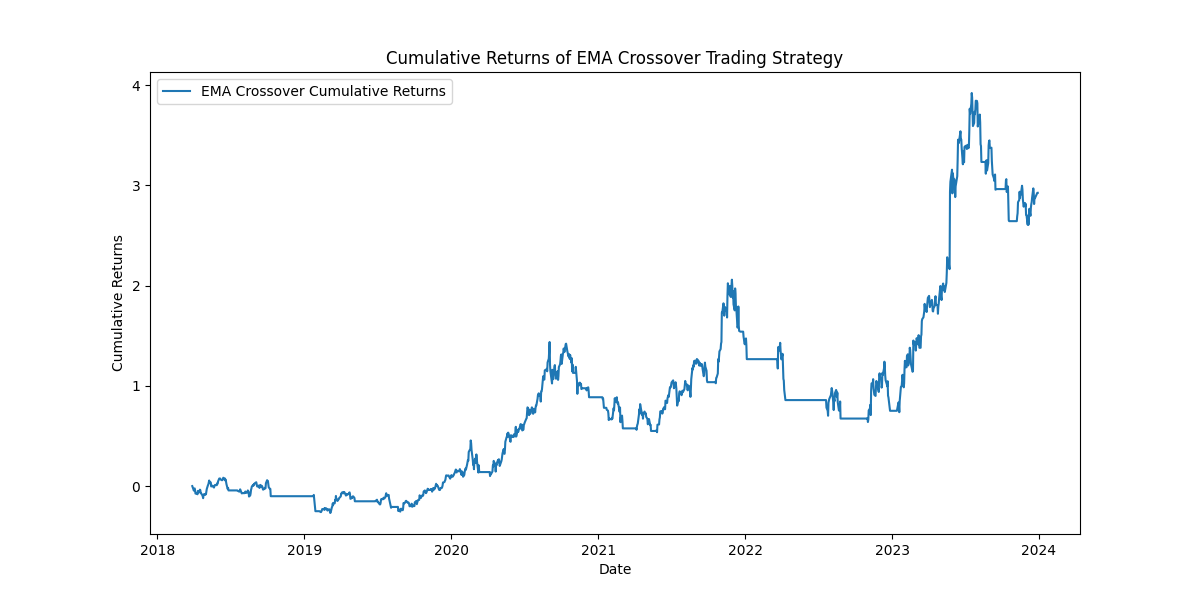 Cumulative Returns of EMA Crossover Trading Strategy
EMA Crossover Cumulative Returns
4
3
2
1
0
Cumulative Returns
2018 2019 2020 2021 2022 2023 2024
Date